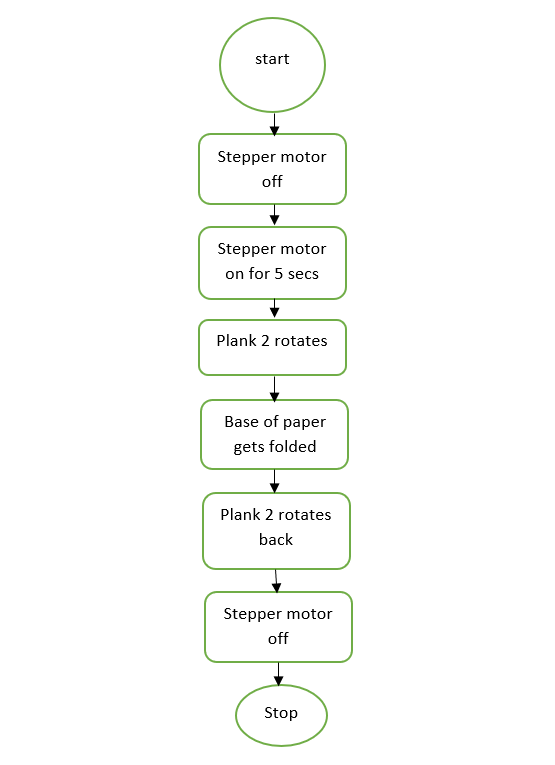 start
Stepper motor
off
Stepper motor
on for 5 secs
Plank 2 rotates
Base of paper
gets folded
Plank 2 rotates
back
Stepper motor
off
Stop